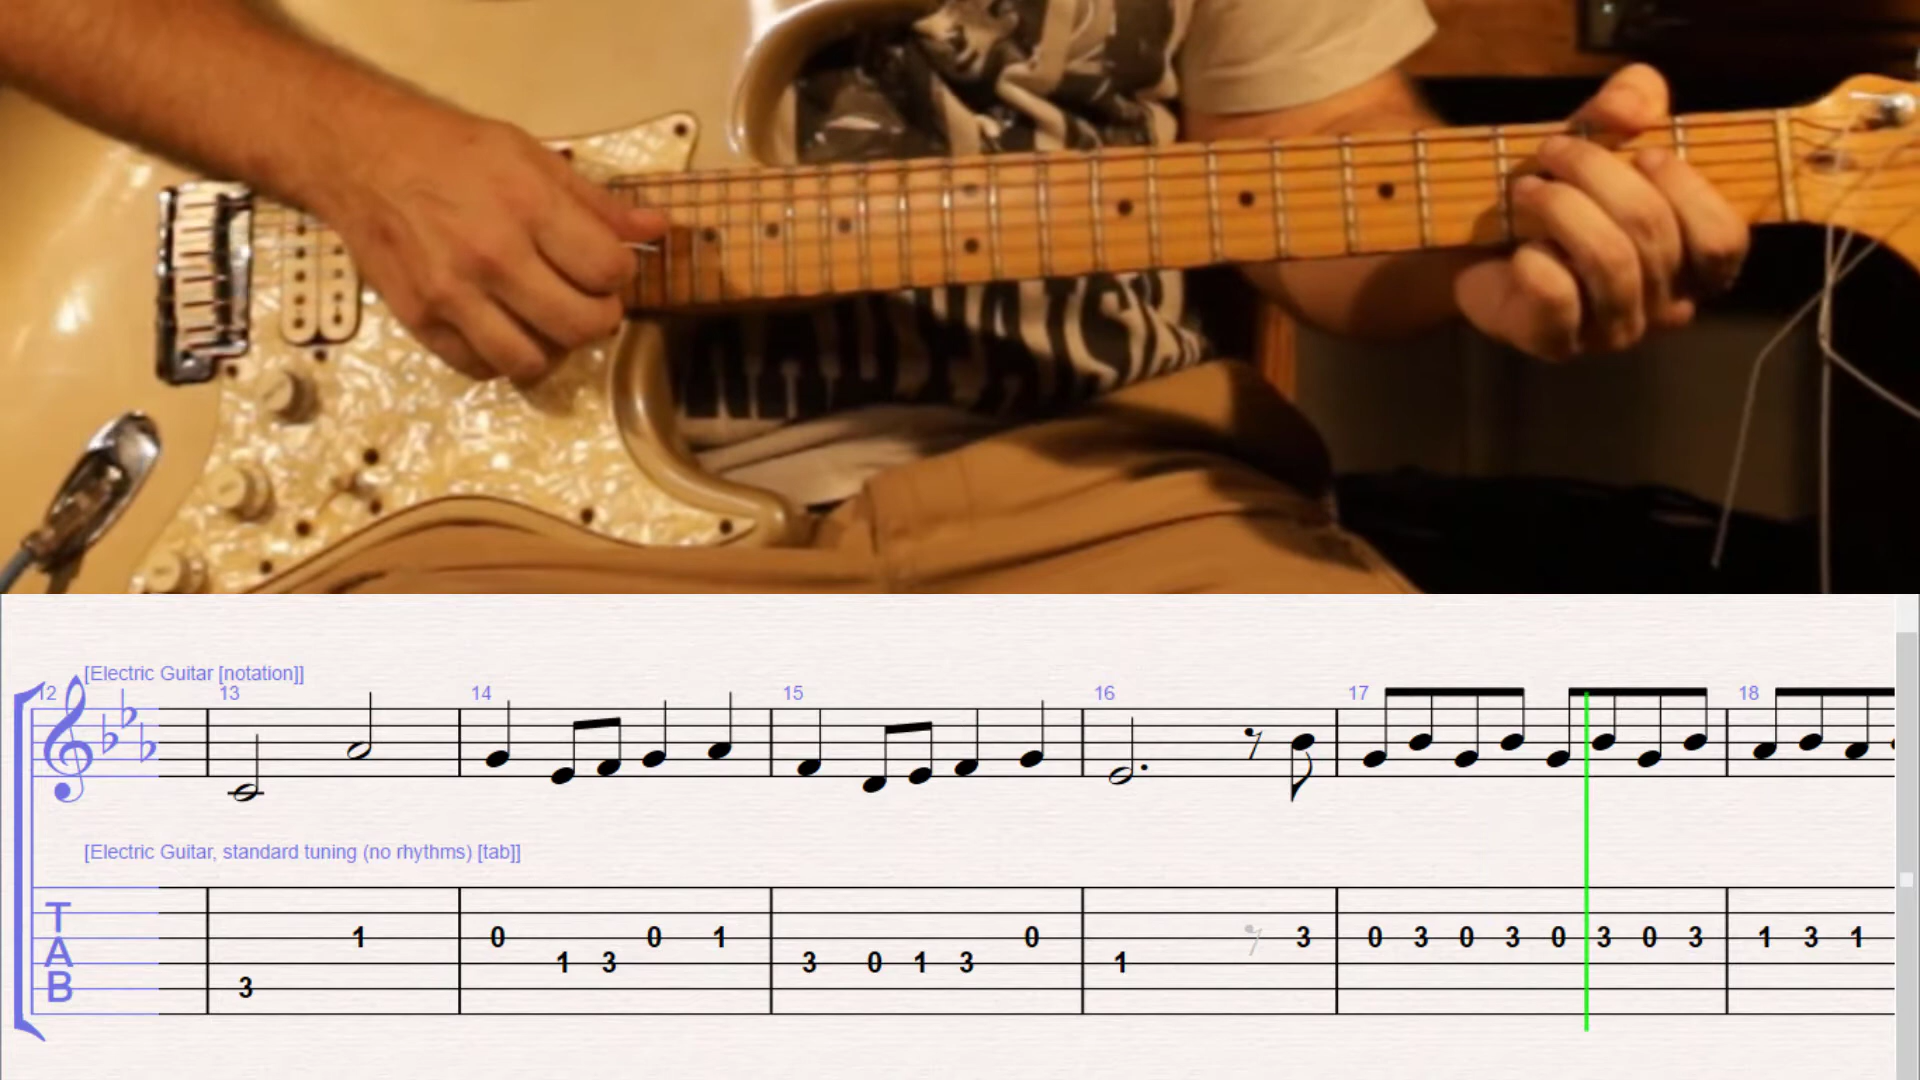 [Electric Guitar [notation]]
12 13 14 15 16 17 18
[Electric Guitar, standard tuning (no rhythms) [tab]]
T
A
B
1 0 0 1 0 3 0 3 0 3 0 3 0 3 1 3 1
1 3 3 0 1 3 1
3